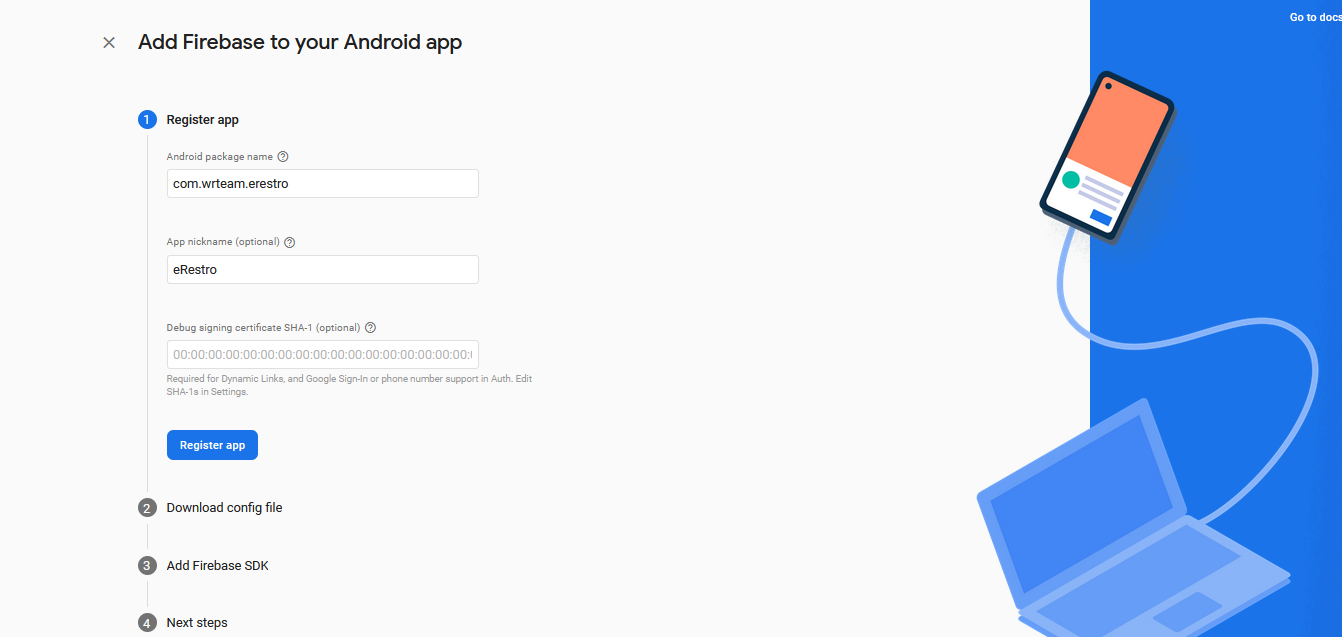 Go to docs
Add Firebase to your Android app
1 Register app
Android package name
com.wrteam.erestro
App nickname (optional)
eRestro
Debug signing certificate SHA-1 (optional)
00:00:00:00:00:00:00:00:00:00:00:00:00:00:00:00:00:
Required for Dynamic Links, and Google Sign-In or phone number support in Auth. Edit
SHA-1s in Settings.
Register app
2 Download config file
3 Add Firebase SDK
4 Next steps